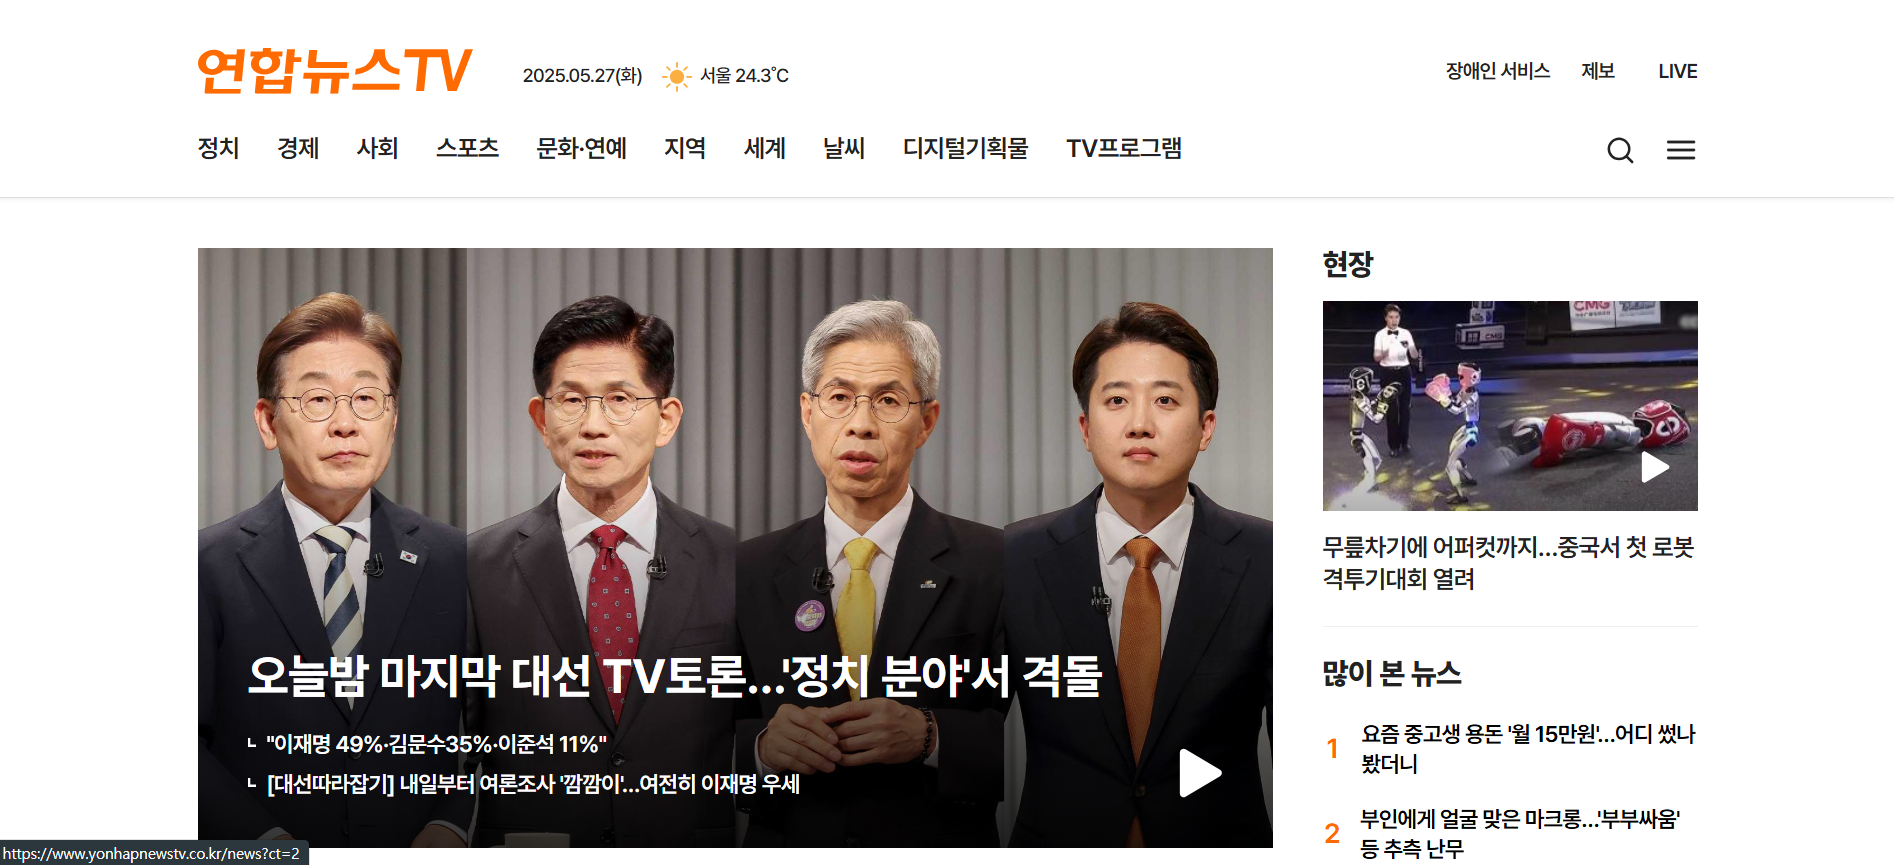 연합뉴스TV
2025.05.27(화)
서울 24.3°C
장애인 서비스
제보
LIVE
정치
경제
사회
스포츠
문화·연예
지역
세계
날씨
디지털기획물
TV프로그램
오늘밤 마지막 대선 TV토론…'정치 분야'서 격돌
"이재명 49%·김문수35%·이준석 11%"
[대선따라잡기] 내일부터 여론조사 '깜깜이'…여전히 이재명 우세
현장
CMG
CMG
무릎차기에 어퍼컷까지…중국서 첫 로봇
격투기대회 열려
많이 본 뉴스
1
요즘 중고생 용돈 '월 15만원'…어디 썼나
봤더니
2
부인에게 얼굴 맞은 마크롱…'부부싸움'
등 추측 난무
https://www.yonhapnewstv.co.kr/news?ct=2